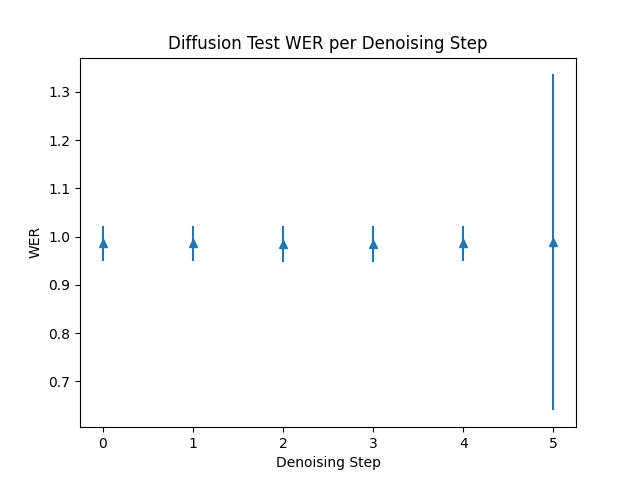 Diffusion Test WER per Denoising Step
1.3
1.2
1.1
1.0
0.9
0.8
0.7
WER
0 1 2 3 4 5
Denoising Step